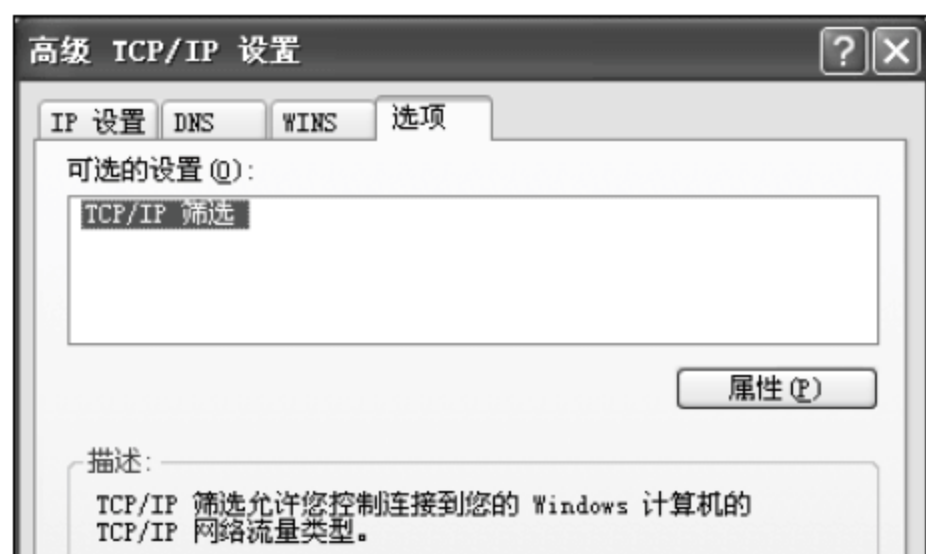 高级 TCP/IP 设置
IP 设置 DNS WINS 选项
可选的设置(O):
TCP/IP 筛选
属性(P)
描述:
TCP/IP 筛选允许您控制连接到您的 Windows 计算机的
TCP/IP 网络流量类型。